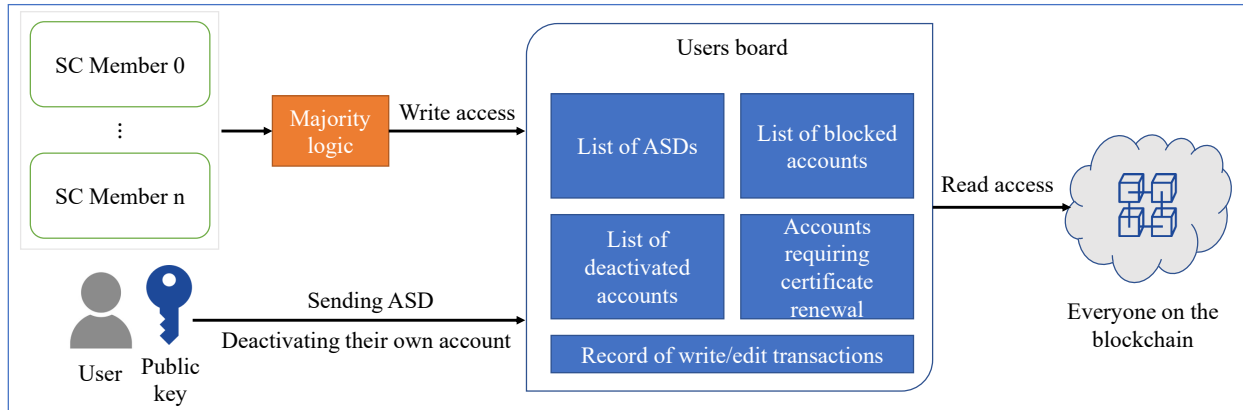 SC Member 0
⋮
SC Member n
Majority
logic
Write access
Users board
List of ASDs
List of blocked
accounts
List of
deactivated
accounts
Accounts
requiring
certificate
renewal
Record of write/edit transactions
Read access
Everyone on the
blockchain
Sending ASD
Deactivating their own account
User
Public
key